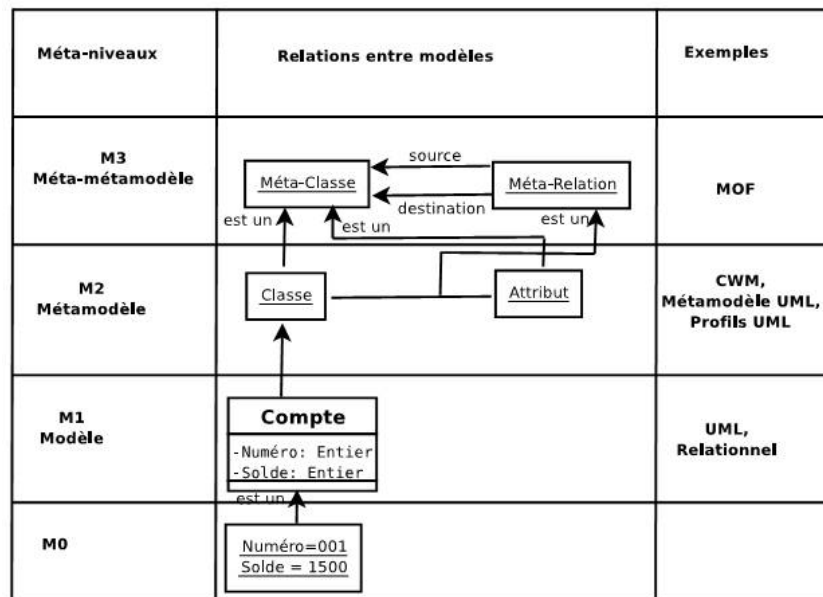 Méta-niveaux
Relations entre modèles
Exemples
M3
Méta-métamodèle
source
Méta-Classe
Méta-Relation
destination
est un
est un
est un
MOF
M2
Métamodèle
Classe
Attribut
CWM,
Métamodèle UML,
Profils UML
M1
Modèle
Compte
-Numéro: Entier
-Solde: Entier
UML,
Relationnel
est un
M0
Numéro=001
Solde = 1500